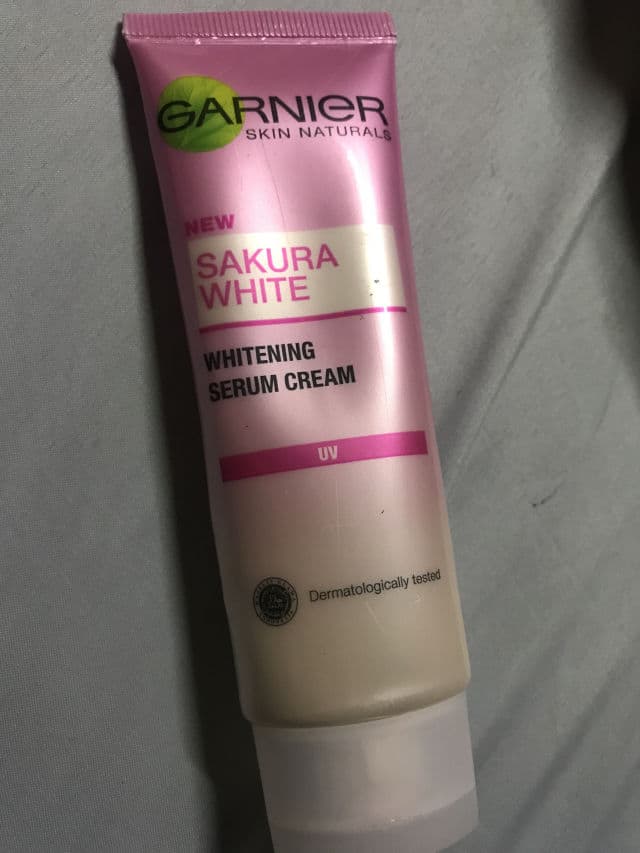 GARNIER
SKIN NATURALS
NEW
SAKURA
WHITE
WHITENING
SERUM CREAM
UV
Dermatologically tested